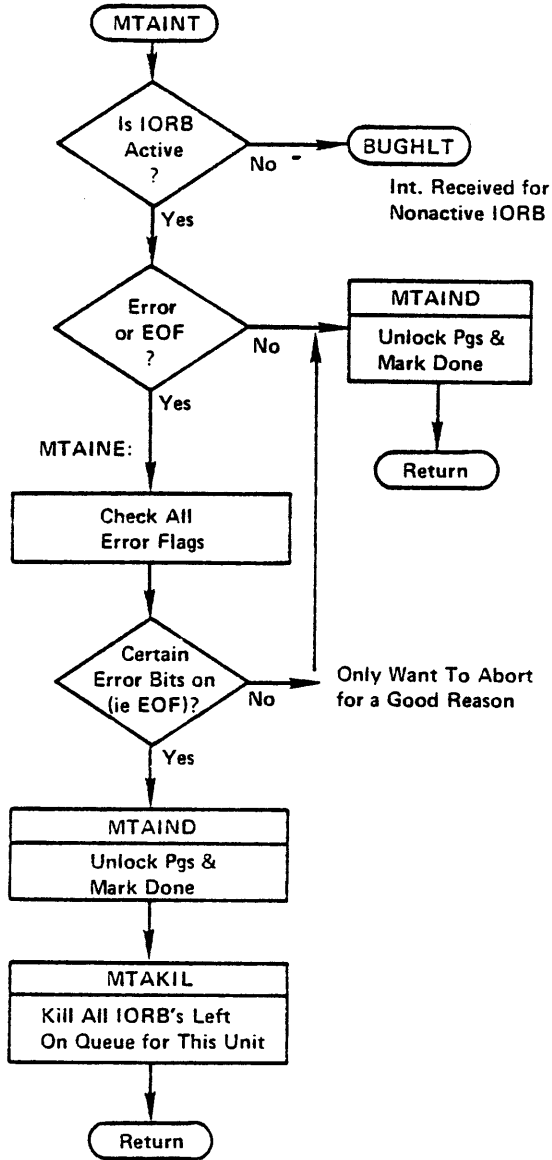 MTAINT
Is IORB
Active
?
No
BUGHLT
Int. Received for
Nonactive IORB
Yes
Error
or EOF
?
No
MTAIND
Unlock Pgs &
Mark Done
Return
Yes
MTAINE:
Check All
Error Flags
Certain
Error Bits on
(ie EOF)?
No
Only Want To Abort
for a Good Reason
Yes
MTAIND
Unlock Pgs &
Mark Done
MTAKIL
Kill All IORB's Left
On Queue for This Unit
Return